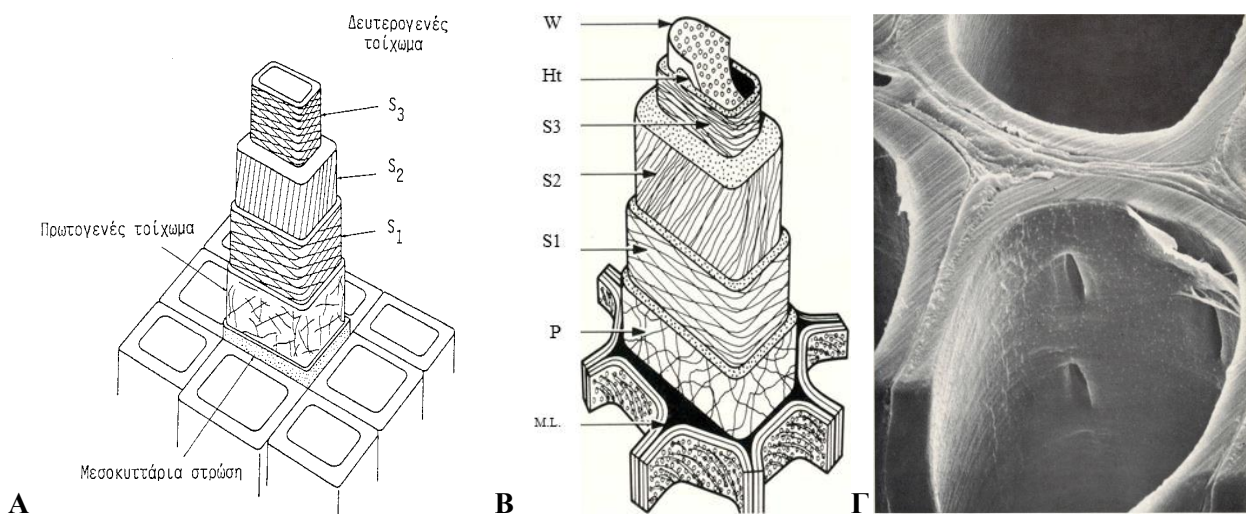 Δευτερογενές
τοίχωμα
S3
S2
Πρωτογενές τοίχωμα
S1
Μεσοκυττάρια στρώση
Α
W
Ht
S3
S2
S1
P
M.L.
Β
Γ